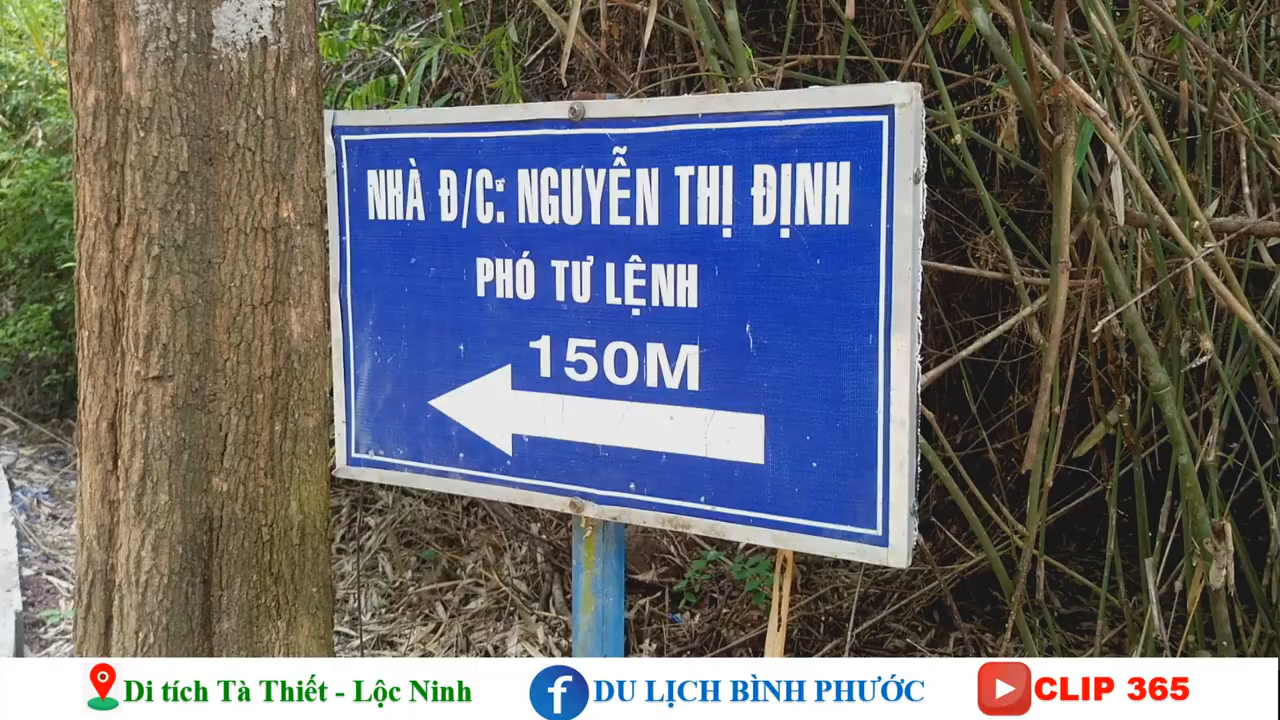 NHÀ Đ/C: NGUYỄN THỊ ĐỊNH
PHÓ TƯ LỆNH
150M
Di tích Tà Thiết - Lộc Ninh
DU LỊCH BÌNH PHƯỚC
CLIP 365